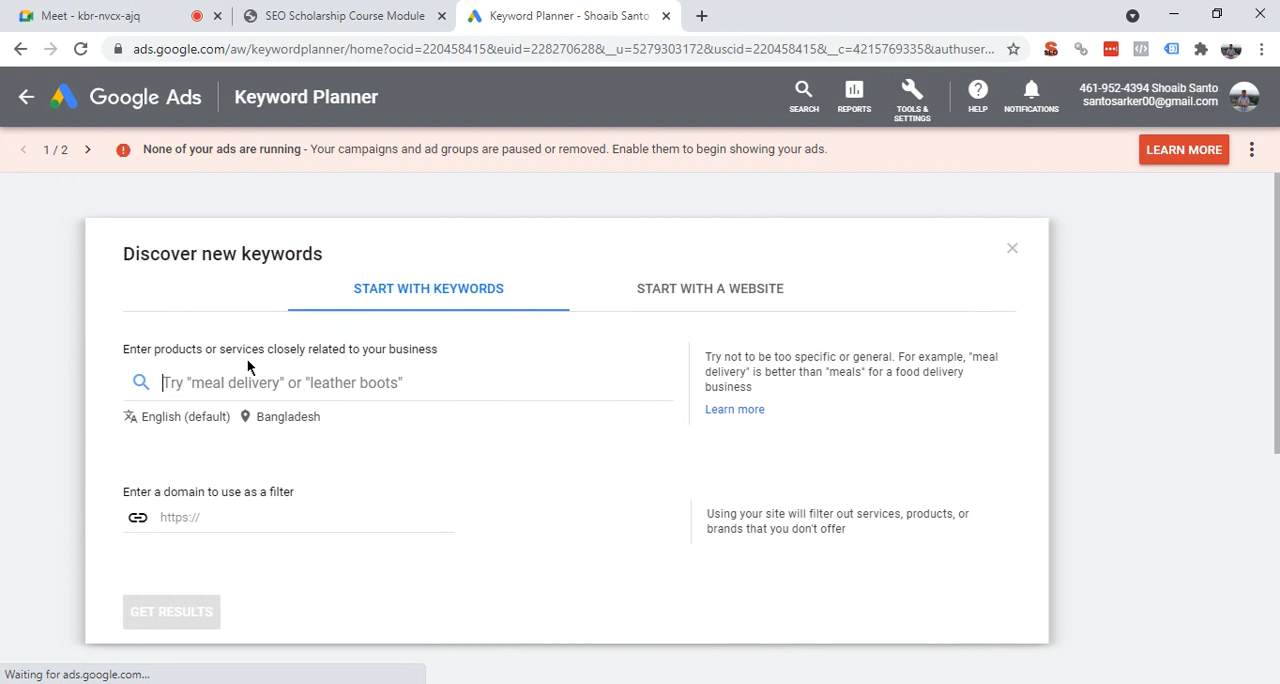 Meet - kbr-nvcx-ajq
SEO Scholarship Course Module
Keyword Planner - Shoaib Santo
ads.google.com/aw/keywordplanner/home?ocid=220458415&euid=228270628&__u=5279303172&uscid=220458415&__c=4215769335&authuser...
Google Ads
Keyword Planner
SEARCH
REPORTS
TOOLS &
SETTINGS
HELP
NOTIFICATIONS
461-952-4394 Shoaib Santo
santosarker00@gmail.com
1 / 2
None of your ads are running - Your campaigns and ad groups are paused or removed. Enable them to begin showing your ads.
LEARN MORE
Discover new keywords
START WITH KEYWORDS
START WITH A WEBSITE
Enter products or services closely related to your business
Try "meal delivery" or "leather boots"
English (default)
Bangladesh
Try not to be too specific or general. For example, "meal
delivery" is better than "meals" for a food delivery
business
Learn more
Enter a domain to use as a filter
https://
Using your site will filter out services, products, or
brands that you don't offer
GET RESULTS
Waiting for ads.google.com...